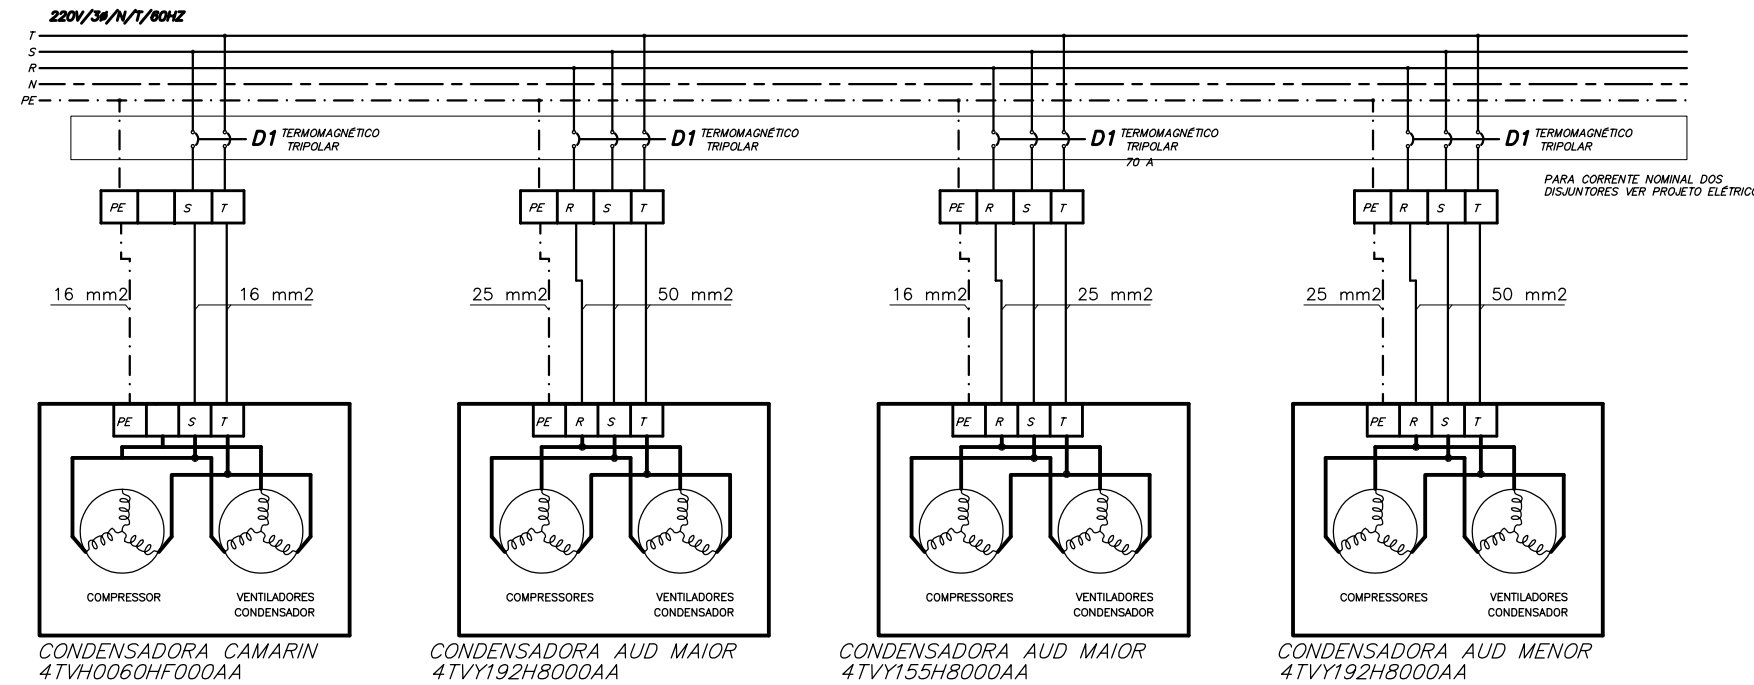 220V/3ø/N/T/60HZ
T
S
R
N
PE
D1 TERMOMAGNÉTICO
TRIPOLAR
D1 TERMOMAGNÉTICO
TRIPOLAR
D1 TERMOMAGNÉTICO
TRIPOLAR
70 A
D1 TERMOMAGNÉTICO
TRIPOLAR
PARA CORRENTE NOMINAL DOS
DISJUNTORES VER PROJETO ELÉTRICO
PE S T
PE R S T
PE R S T
PE R S T
16 mm2 16 mm2
25 mm2 50 mm2
16 mm2 25 mm2
25 mm2 50 mm2
PE S T
PE R S T
PE R S T
PE R S T
COMPRESSOR
VENTILADORES
CONDENSADOR
COMPRESSORES
VENTILADORES
CONDENSADOR
COMPRESSORES
VENTILADORES
CONDENSADOR
COMPRESSORES
VENTILADORES
CONDENSADOR
CONDENSADORA CAMARIN
4TVH0060HF000AA
CONDENSADORA AUD MAIOR
4TVY192H8000AA
CONDENSADORA AUD MAIOR
4TVY155H8000AA
CONDENSADORA AUD MENOR
4TVY192H8000AA